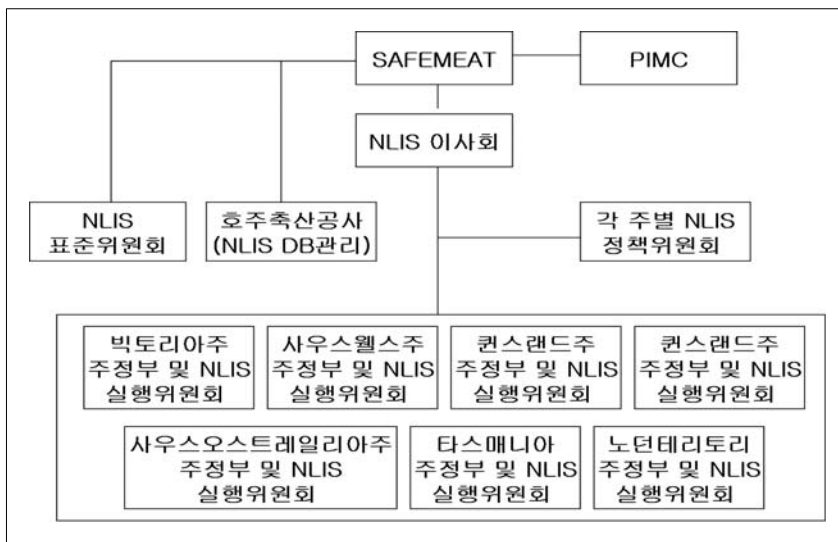 SAFEMEAT
PIMC
NLIS 이사회
NLIS
표준위원회
호주축산공사
(NLIS DB관리)
각 주별 NLIS
정책위원회
빅토리아주
주정부 및 NLIS
실행위원회
사우스웰스주
주정부 및 NLIS
실행위원회
퀸스랜드주
주정부 및 NLIS
실행위원회
퀸스랜드주
주정부 및 NLIS
실행위원회
사우스오스트레일리아주
주정부 및 NLIS
실행위원회
타스매니아
주정부 및 NLIS
실행위원회
노던테리토리
주정부 및 NLIS
실행위원회